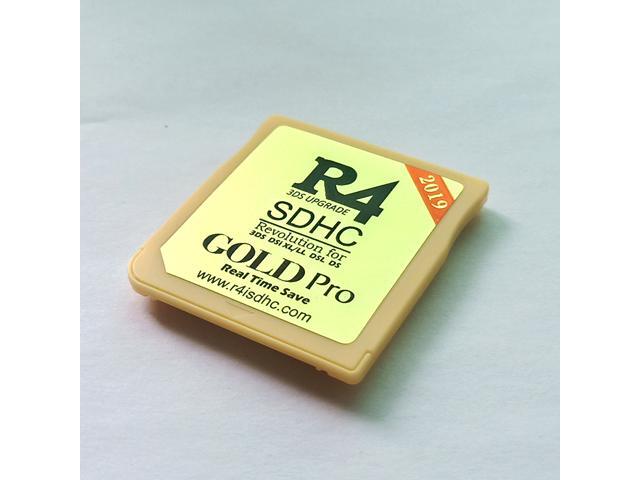 R4
2019
3DS UPGRADE
SDHC
Revolution for
3DS DSi XL/LL DSL DS
GOLD Pro
Real Time Save
www.r4isdhc.com